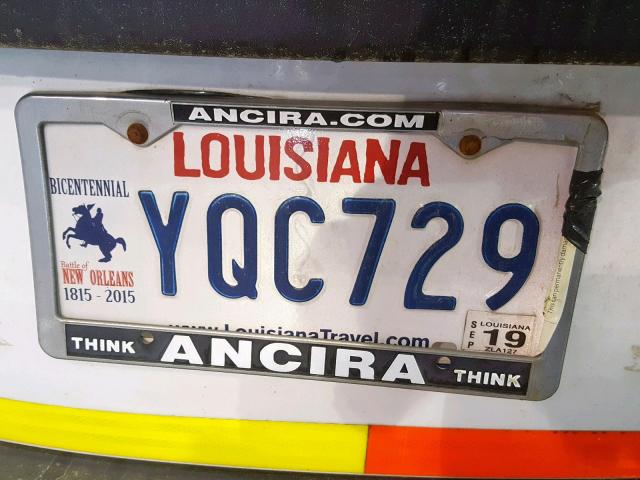 ANCIRA.COM
LOUISIANA
BICENTENNIAL
YQC729
Battle of
NEW ORLEANS
1815 - 2015
www.LouisianaTravel.com
SEP
LOUISIANA
19
ZLA127
THINK ANCIRA THINK